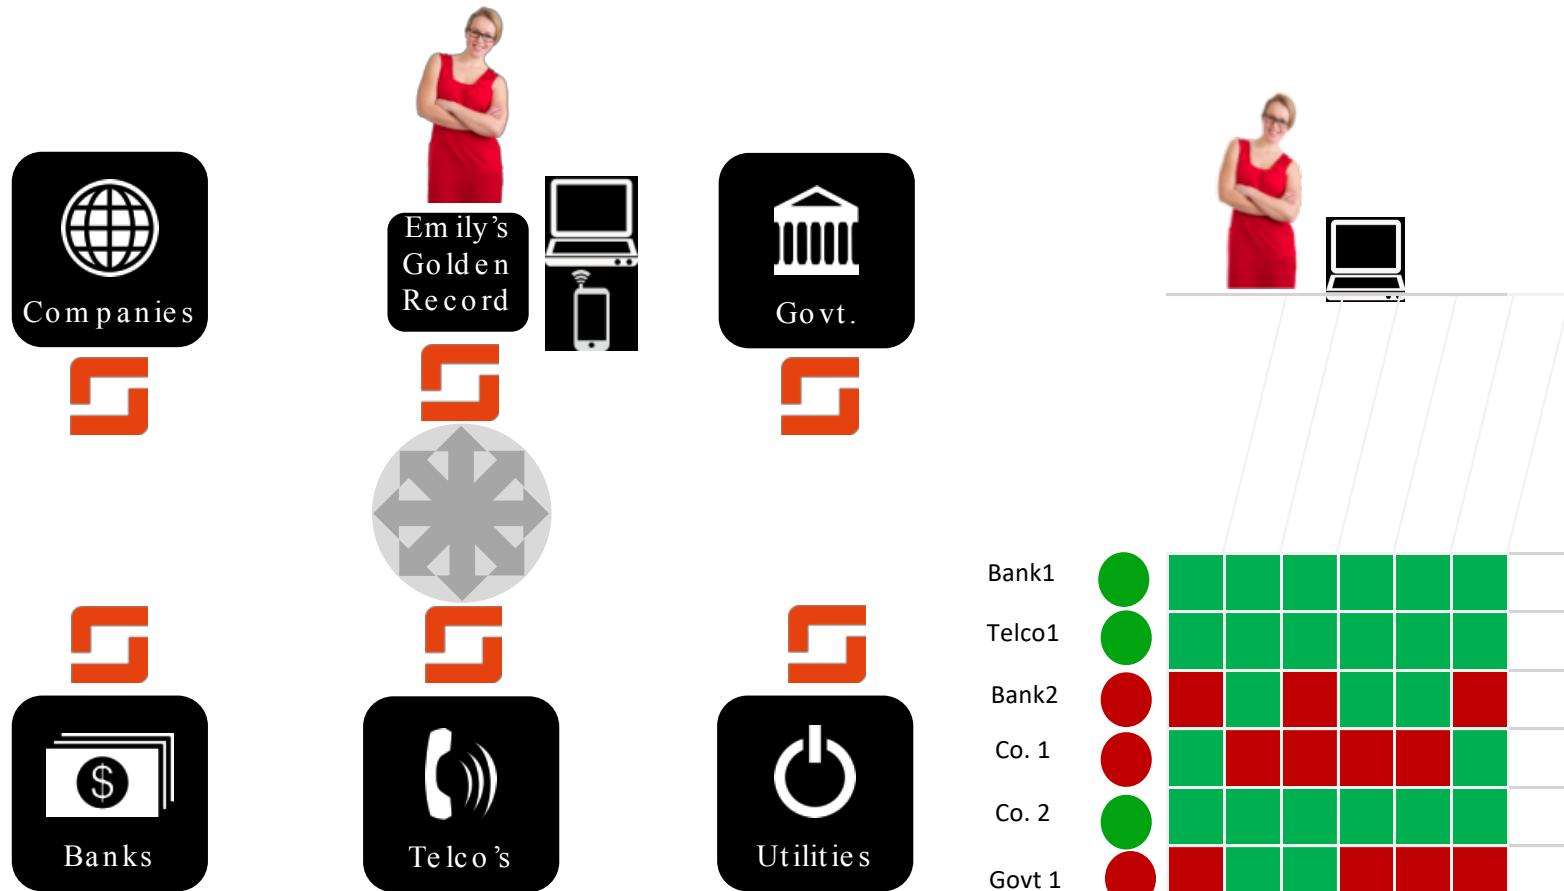 Emily’s
Golden
Record
Companies
Govt.
$
Banks
Telco’s
Utilities
Bank1
Telco1
Bank2
Co. 1
Co. 2
Govt 1